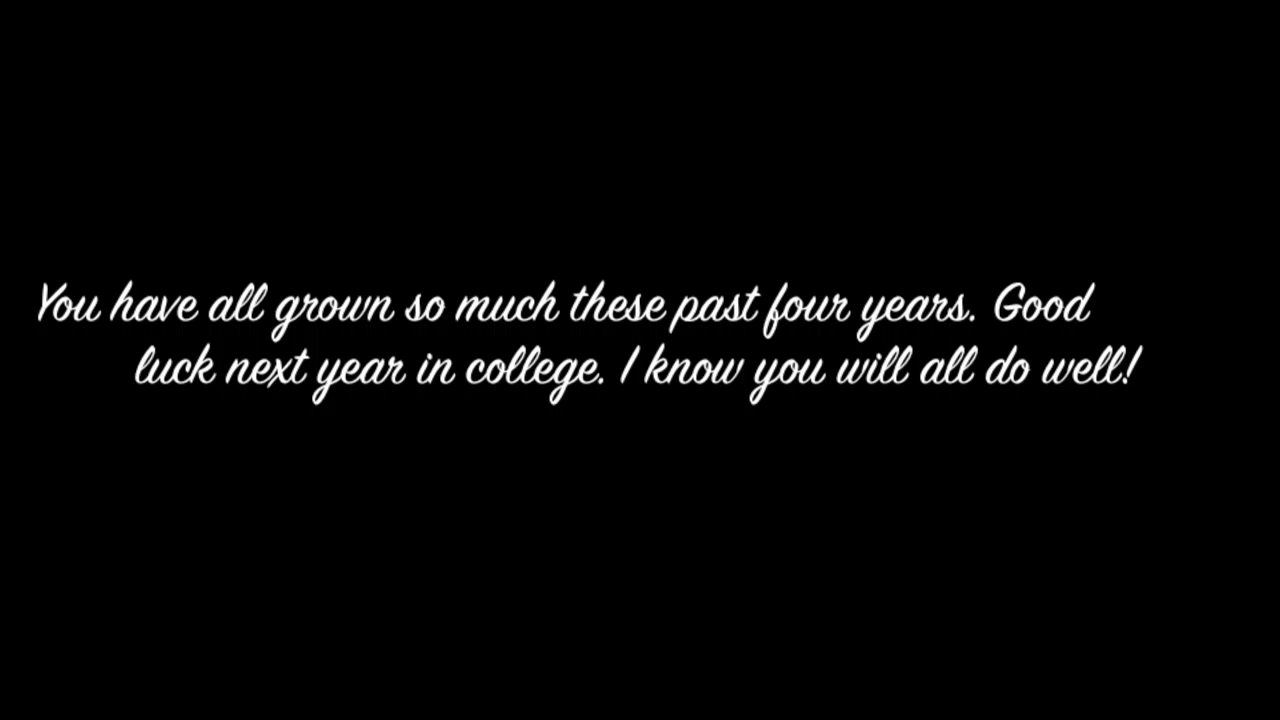 You have all grown so much these past four years. Good
luck next year in college. I know you will all do well!